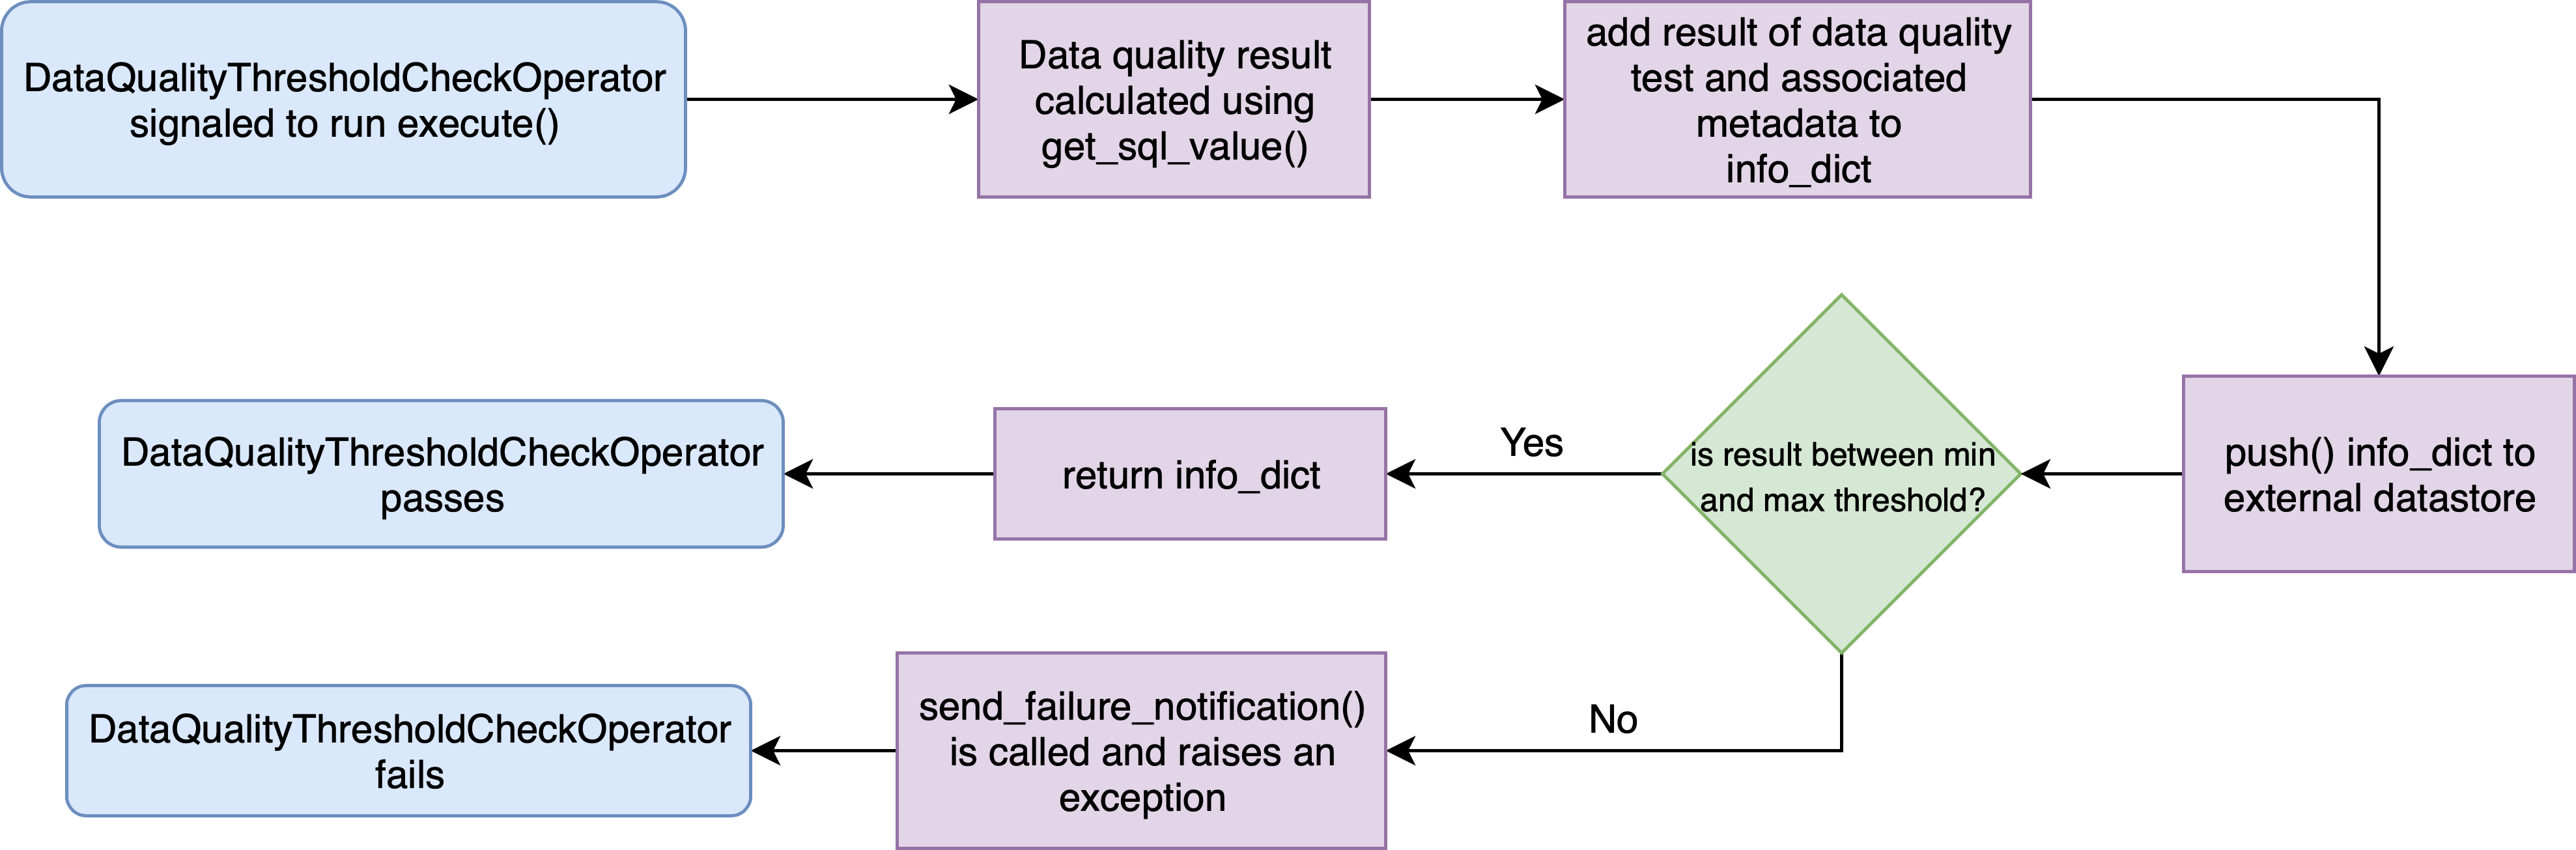 DataQualityThresholdCheckOperator
signaled to run execute()
Data quality result
calculated using
get_sql_value()
add result of data quality
test and associated
metadata to
info_dict
push() info_dict to
external datastore
is result between min
and max threshold?
Yes
return info_dict
DataQualityThresholdCheckOperator
passes
No
send_failure_notification()
is called and raises an
exception
DataQualityThresholdCheckOperator
fails